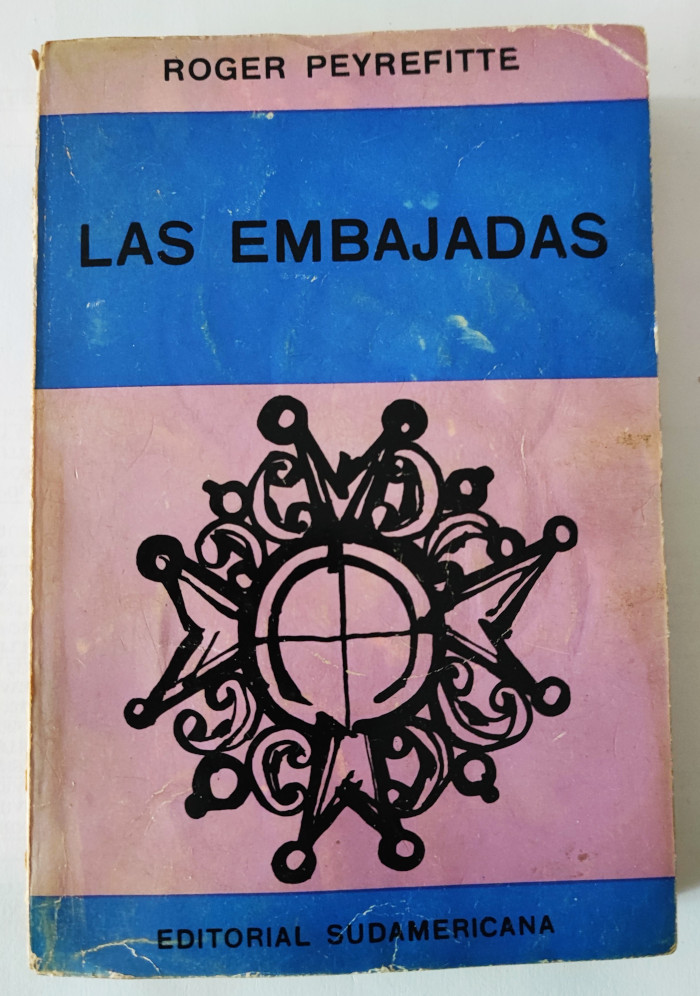 ROGER PEYREFITTE
LAS EMBAJADAS
EDITORIAL SUDAMERICANA